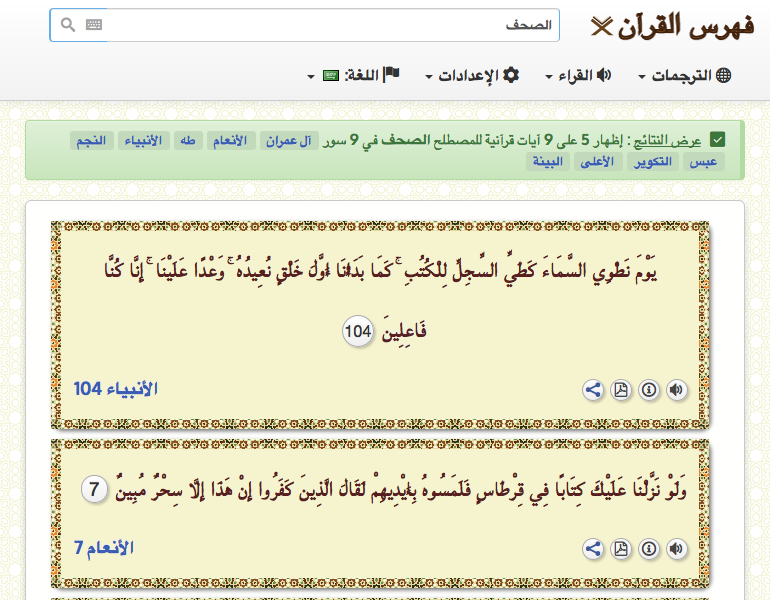 فهرس القرآن
الصحف
الترجمات
القراء
الإعدادات
اللغة:
عرض النتائج : إظهار 5 على 9 آيات قرآنية للمصطلح الصحف في 9 سور آل عمران الأنعام طه الأنبياء النجم
عبس التكوير الأعلى البينة
يَوْمَ نَطْوِي السَّمَاءَ كَطَيِّ السِّجِلِّ لِلْكُتُبِ ۚ كَمَا بَدَأْنَا أَوَّلَ خَلْقٍ نُعِيدُهُ ۚ وَعْدًا عَلَيْنَا ۚ إِنَّا كُنَّا
فَاعِلِينَ 104
الأنبياء 104
وَلَوْ نَزَّلْنَا عَلَيْكَ كِتَابًا فِي قِرْطَاسٍ فَلَمَسُوهُ بِأَيْدِيهِمْ لَقَالَ الَّذِينَ كَفَرُوا إِنْ هَذَا إِلَّا سِحْرٌ مُبِينٌ 7
الأنعام 7